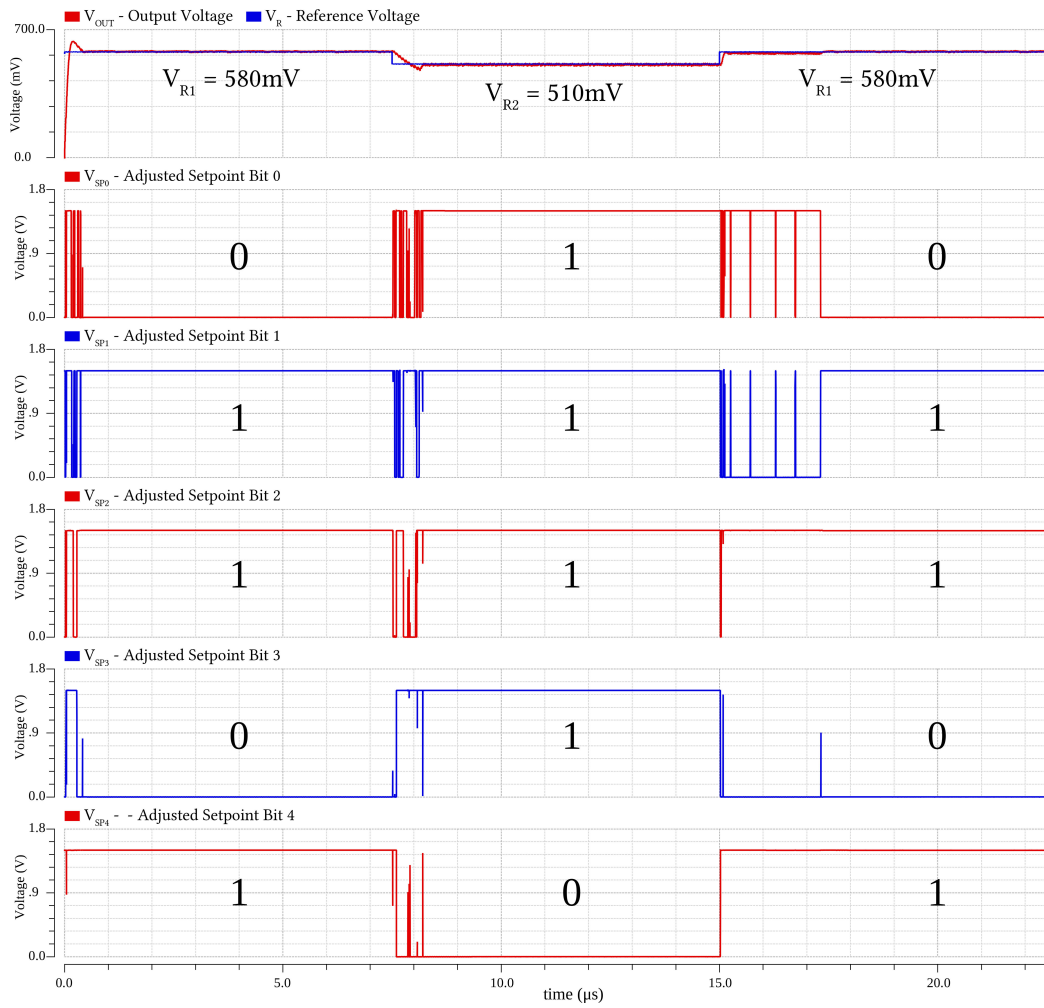 V_OUT - Output Voltage V_R - Reference Voltage
700.0
Voltage (mV)
0.0
V_R1 = 580mV
V_R2 = 510mV
V_R1 = 580mV
V_SP0 - Adjusted Setpoint Bit 0
1.8
.9
0.0
Voltage (V)
0 1 0
V_SP1 - Adjusted Setpoint Bit 1
1.8
.9
0.0
Voltage (V)
1 1 1
V_SP2 - Adjusted Setpoint Bit 2
1.8
.9
0.0
Voltage (V)
1 1 1
V_SP3 - Adjusted Setpoint Bit 3
1.8
.9
0.0
Voltage (V)
0 1 0
V_SP4 - - Adjusted Setpoint Bit 4
1.8
.9
0.0
Voltage (V)
1 0 1
0.0 5.0 10.0 15.0 20.0
time (µs)